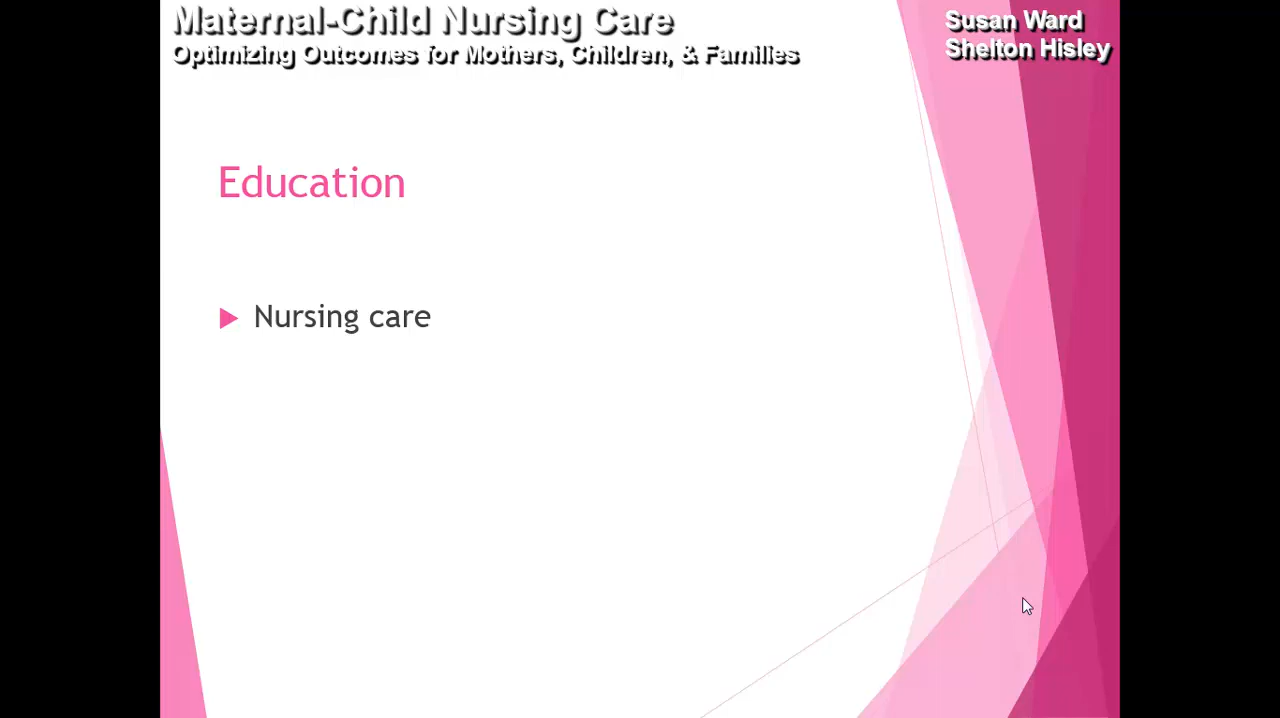 Maternal-Child Nursing Care
Optimizing Outcomes for Mothers, Children, & Families
Susan Ward
Shelton Hisley
Education
Nursing care